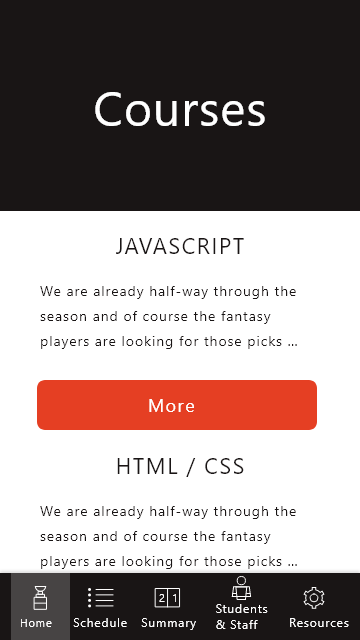 Courses
JAVASCRIPT
We are already half-way through the
season and of course the fantasy
players are looking for those picks ...
More
HTML / CSS
We are already half-way through the
season and of course the fantasy
players are looking for those picks ...
2 1
Home Schedule Summary Students & Staff Resources